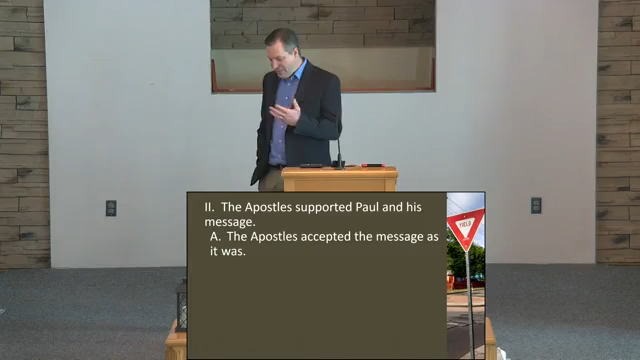 II. The Apostles supported Paul and his
message.
A. The Apostles accepted the message as
it was.
YIELD